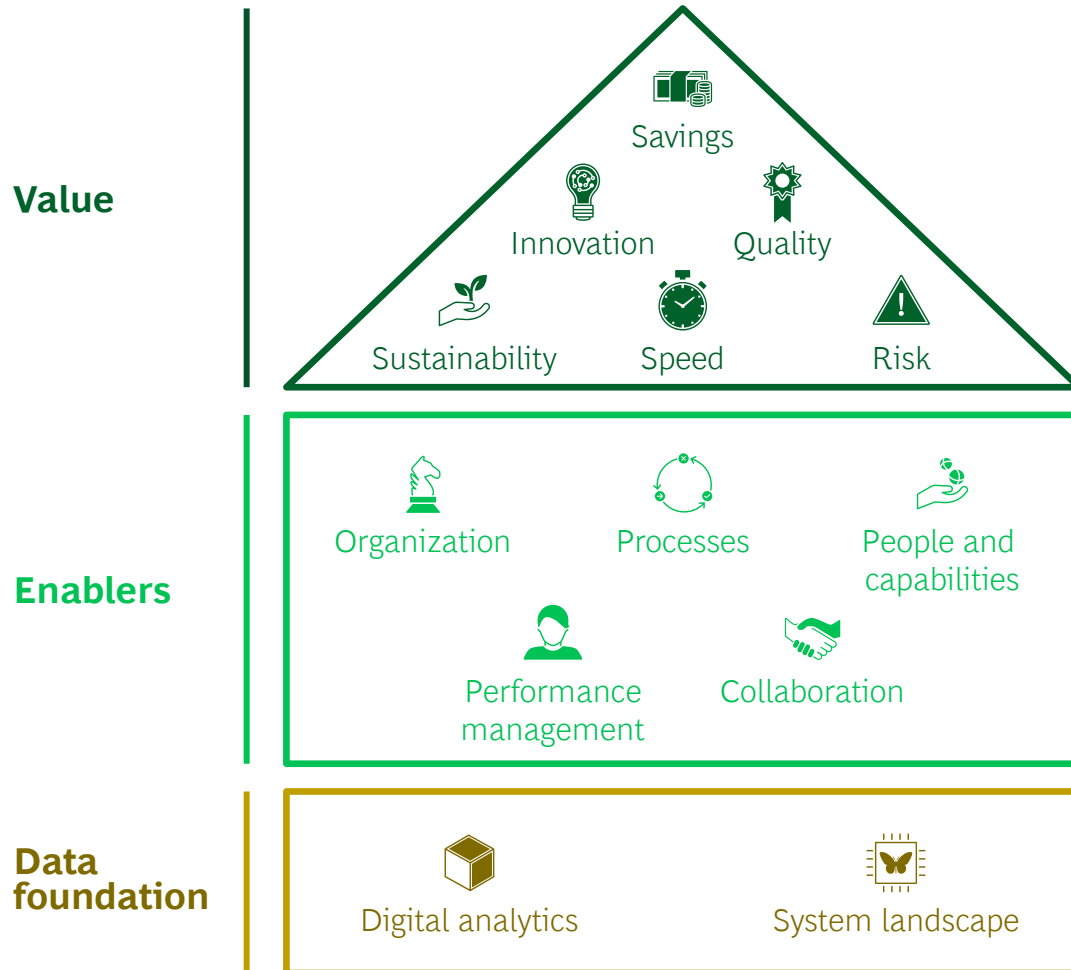 Value
Savings
Innovation
Quality
Sustainability
Speed
Risk
Enablers
Organization
Processes
People and
capabilities
Performance
management
Collaboration
Data
foundation
Digital analytics
System landscape